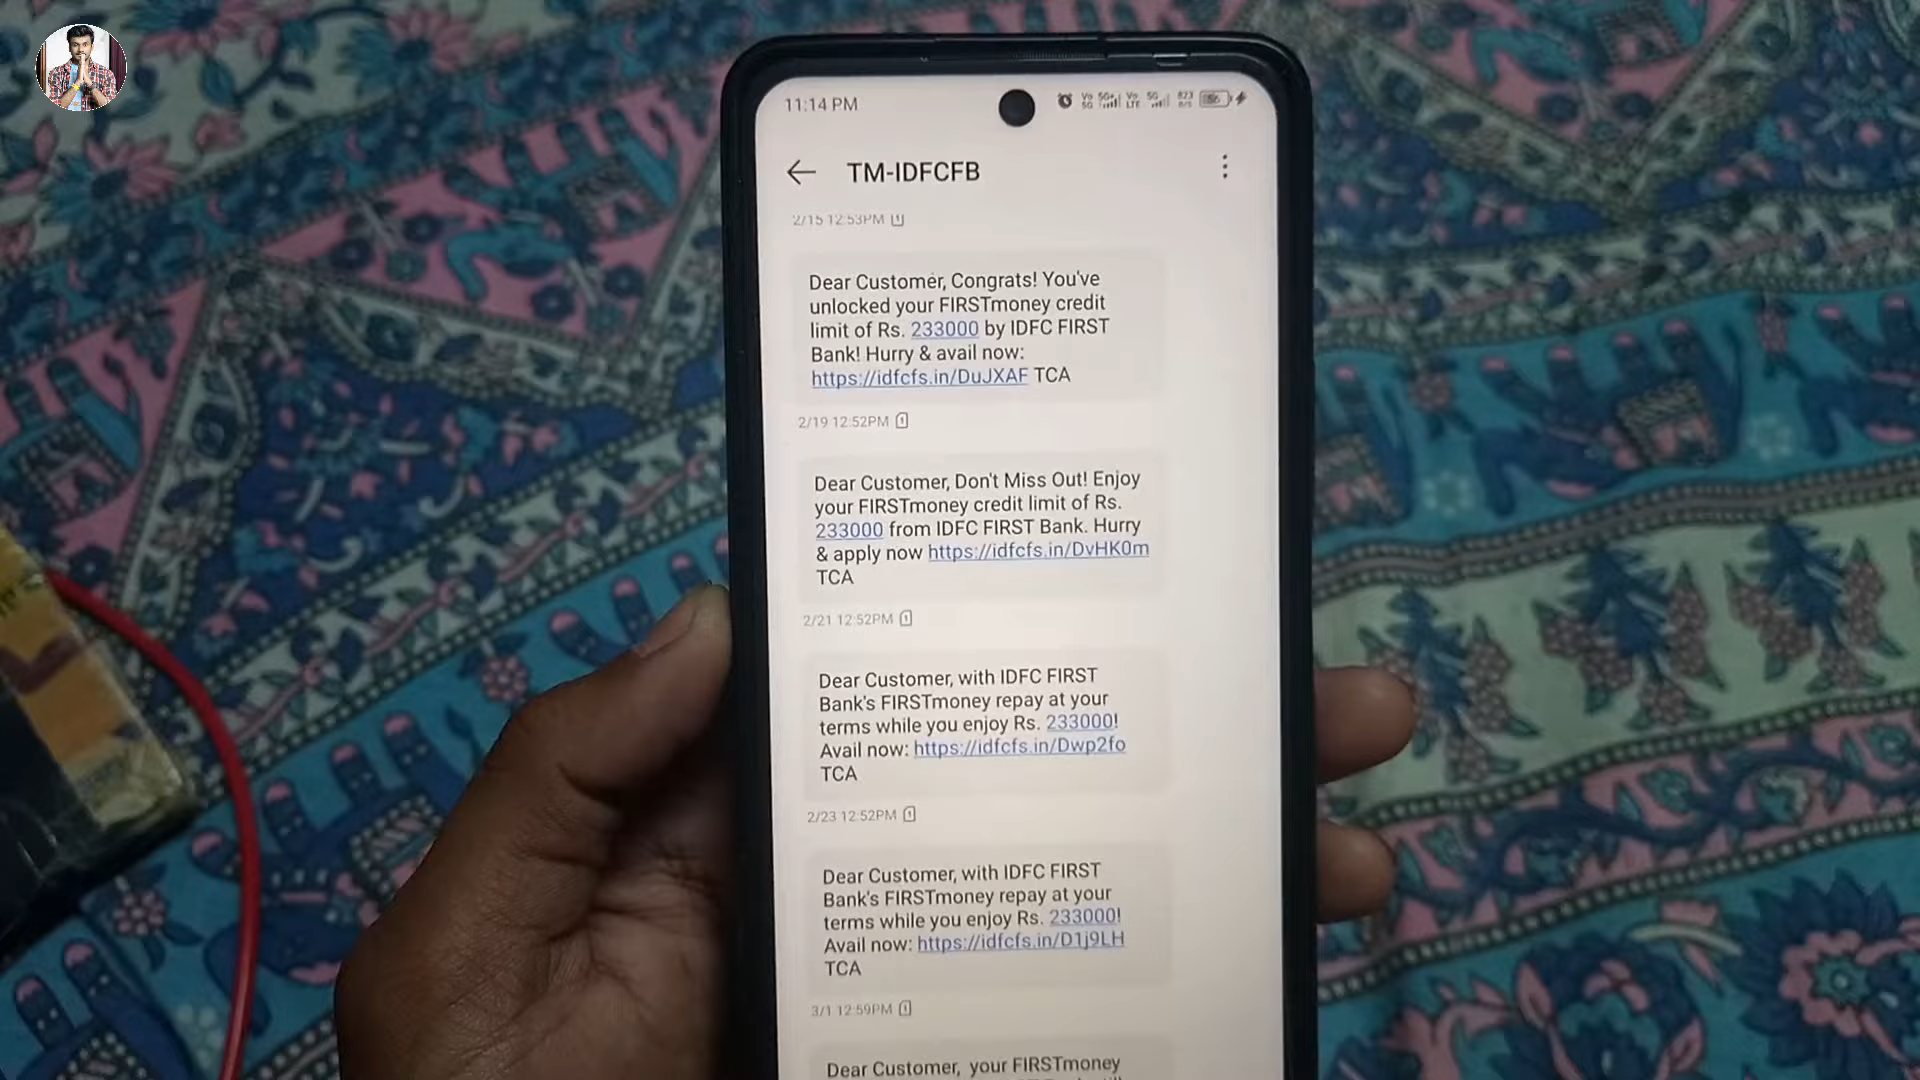 11:14 PM
TM-IDFCFB
2/15 12:53PM
Dear Customer, Congrats! You've
unlocked your FIRSTmoney credit
limit of Rs. 233000 by IDFC FIRST
Bank! Hurry & avail now:
https://idfcfs.in/DuJXAF TCA
2/19 12:52PM
Dear Customer, Don't Miss Out! Enjoy
your FIRSTmoney credit limit of Rs.
233000 from IDFC FIRST Bank. Hurry
& apply now https://idfcfs.in/DvHK0m
TCA
2/21 12:52PM
Dear Customer, with IDFC FIRST
Bank's FIRSTmoney repay at your
terms while you enjoy Rs. 233000!
Avail now: https://idfcfs.in/Dwp2fo
TCA
2/23 12:52PM
Dear Customer, with IDFC FIRST
Bank's FIRSTmoney repay at your
terms while you enjoy Rs. 233000!
Avail now: https://idfcfs.in/D1j9LH
TCA
3/1 12:59PM
Dear Customer, your FIRSTmoney